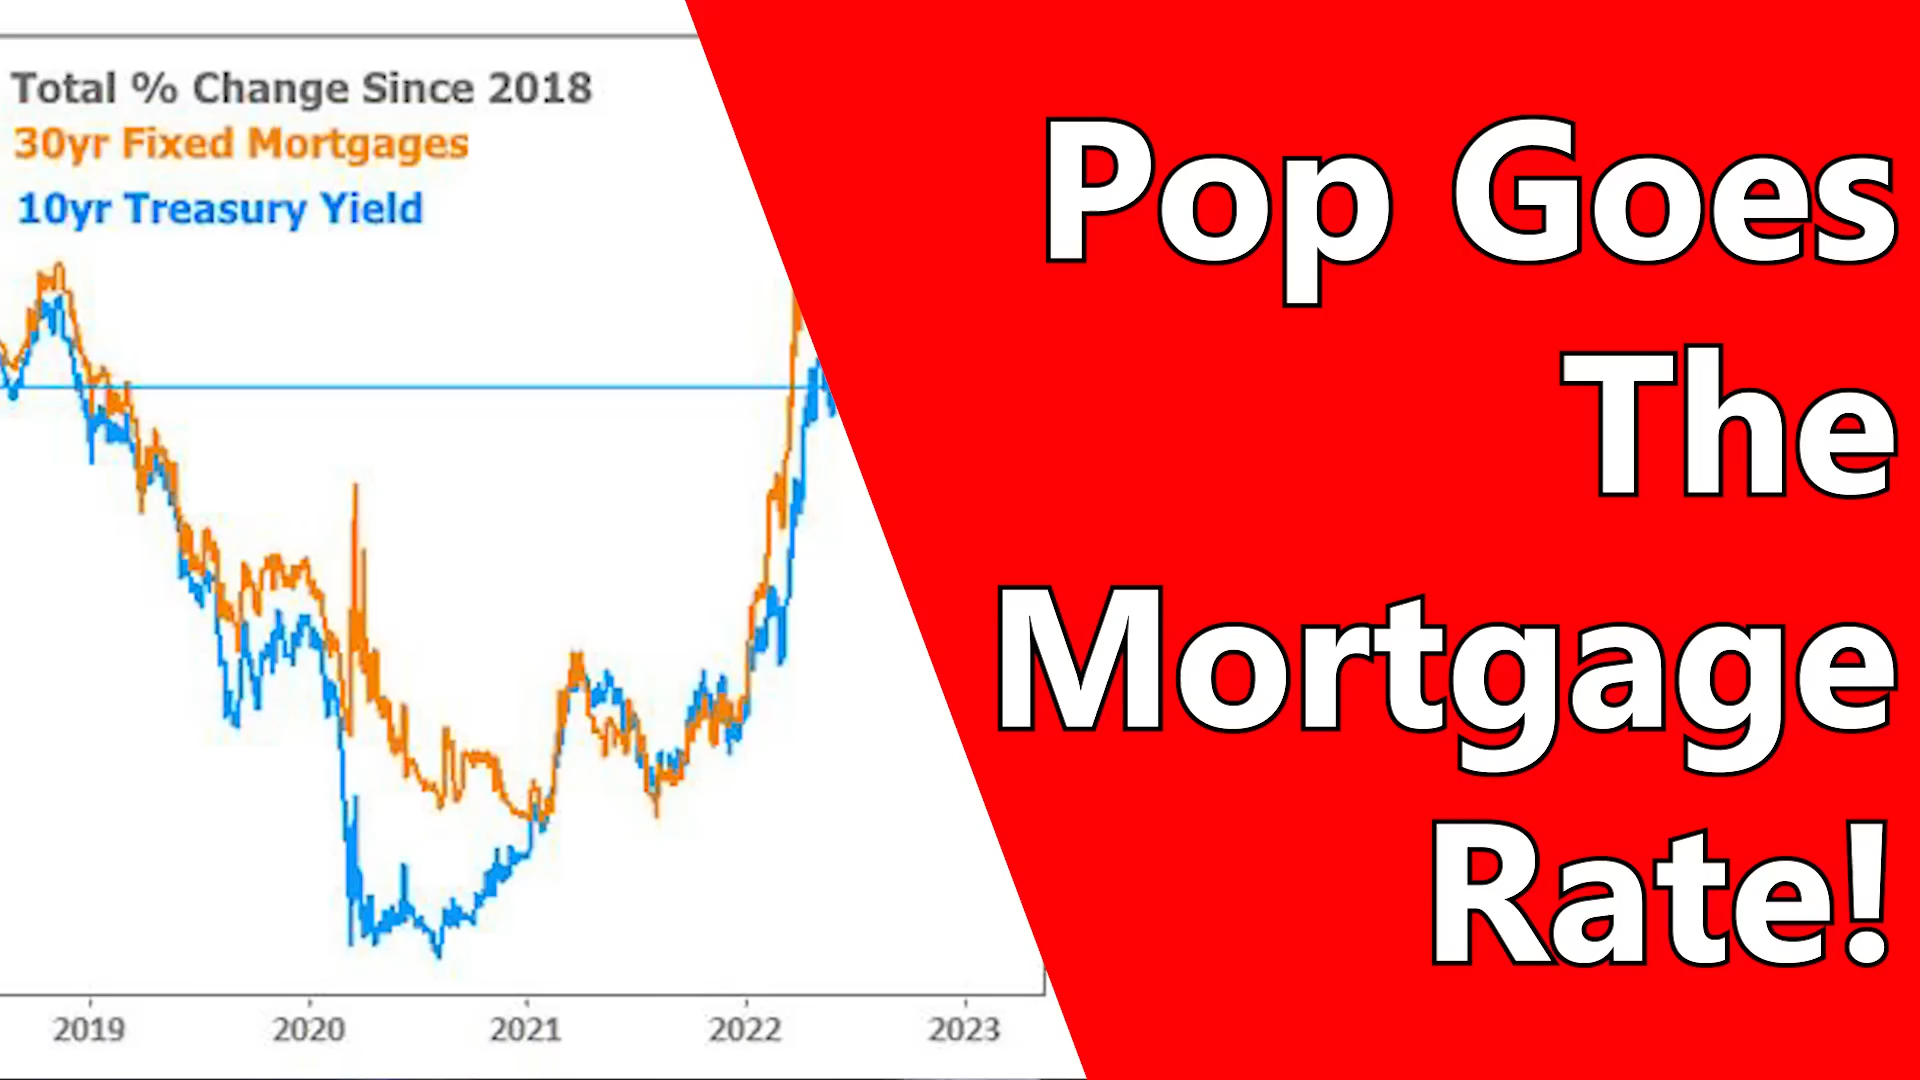 Total % Change Since 2018
30yr Fixed Mortgages
10yr Treasury Yield
2019 2020 2021 2022 2023
Pop Goes
The
Mortgage
Rate!